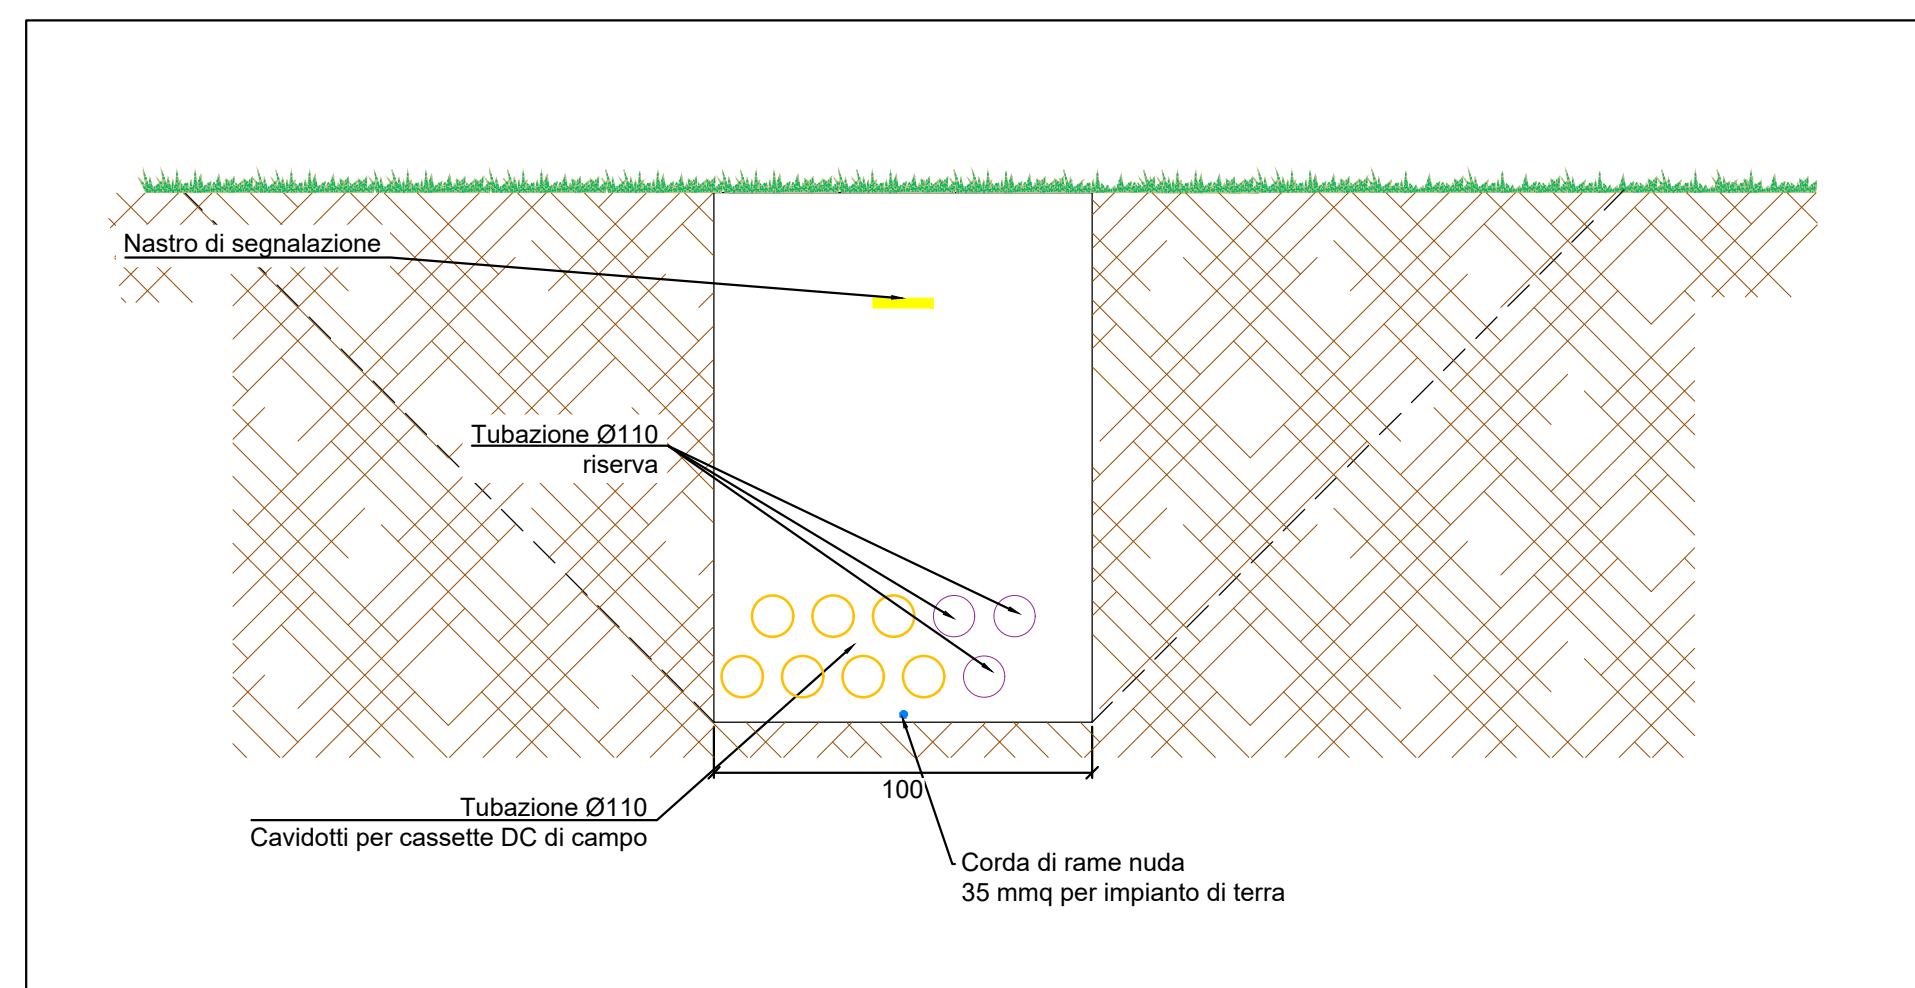 Nastro di segnalazione
Tubazione Ø110
riserva
100
Tubazione Ø110
Cavidotti per cassette DC di campo
Corda di rame nuda
35 mmq per impianto di terra